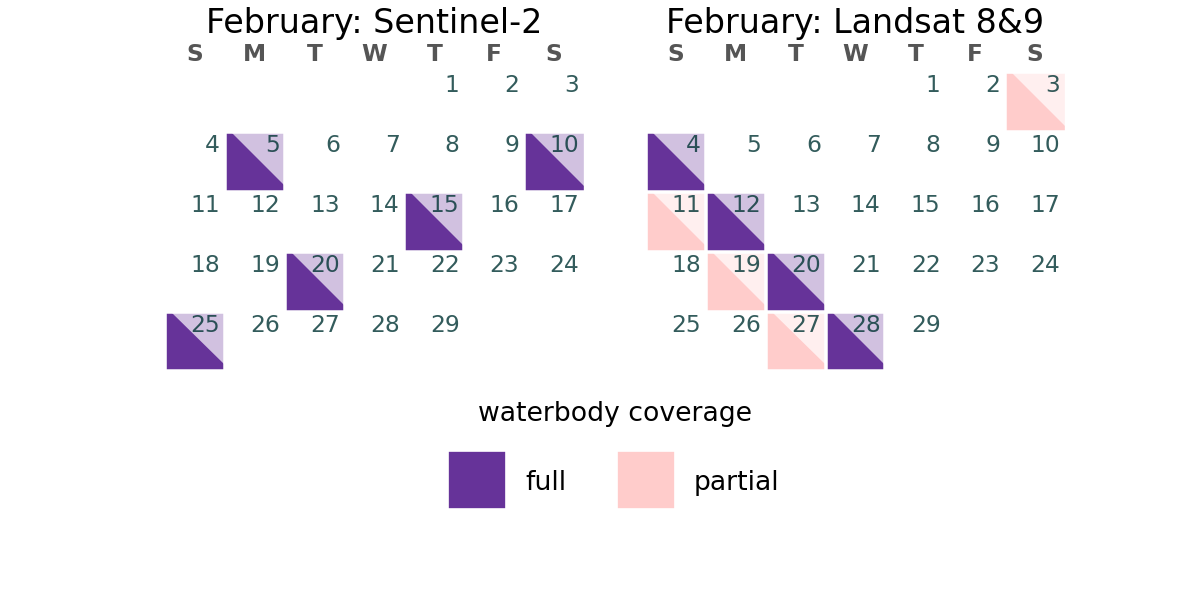 February: Sentinel-2
S M T W T F S
1 2 3
4 5 6 7 8 9 10
11 12 13 14 15 16 17
18 19 20 21 22 23 24
25 26 27 28 29
February: Landsat 8&9
S M T W T F S
1 2 3
4 5 6 7 8 9 10
11 12 13 14 15 16 17
18 19 20 21 22 23 24
25 26 27 28 29
waterbody coverage
full partial